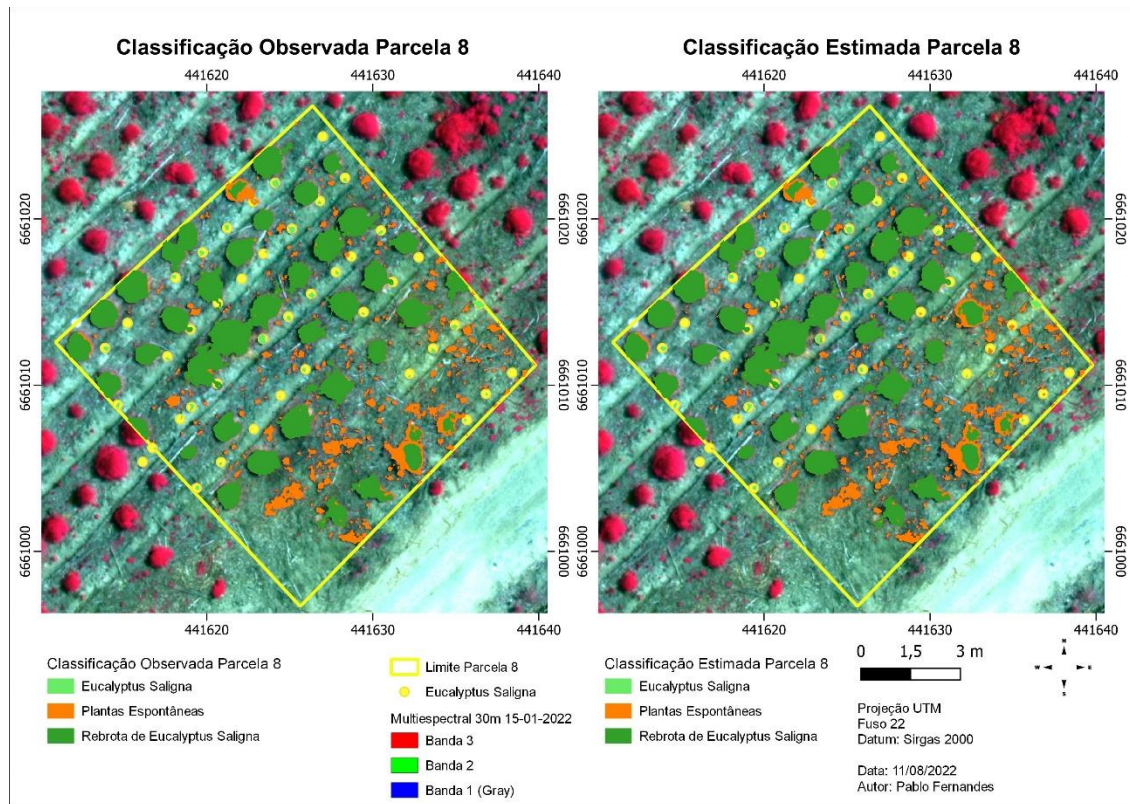 Classificação Observada Parcela 8
441620 441630 441640
6661020
6661010
6661000
6661020
6661010
6661000
441620 441630 441640
Classificação Estimada Parcela 8
441620 441630 441640
6661020
6661010
6661000
6661020
6661010
6661000
441620 441630 441640
Classificação Observada Parcela 8
Eucalyptus Saligna
Plantas Espontâneas
Rebrota de Eucalyptus Saligna
Limite Parcela 8
Eucalyptus Saligna
Multiespectral 30m 15-01-2022
Banda 3
Banda 2
Banda 1 (Gray)
Classificação Estimada Parcela 8
Eucalyptus Saligna
Plantas Espontâneas
Rebrota de Eucalyptus Saligna
0 1,5 3 m
N
W E
S
Projeção UTM
Fuso 22
Datum: Sirgas 2000
Data: 11/08/2022
Autor: Pablo Fernandes